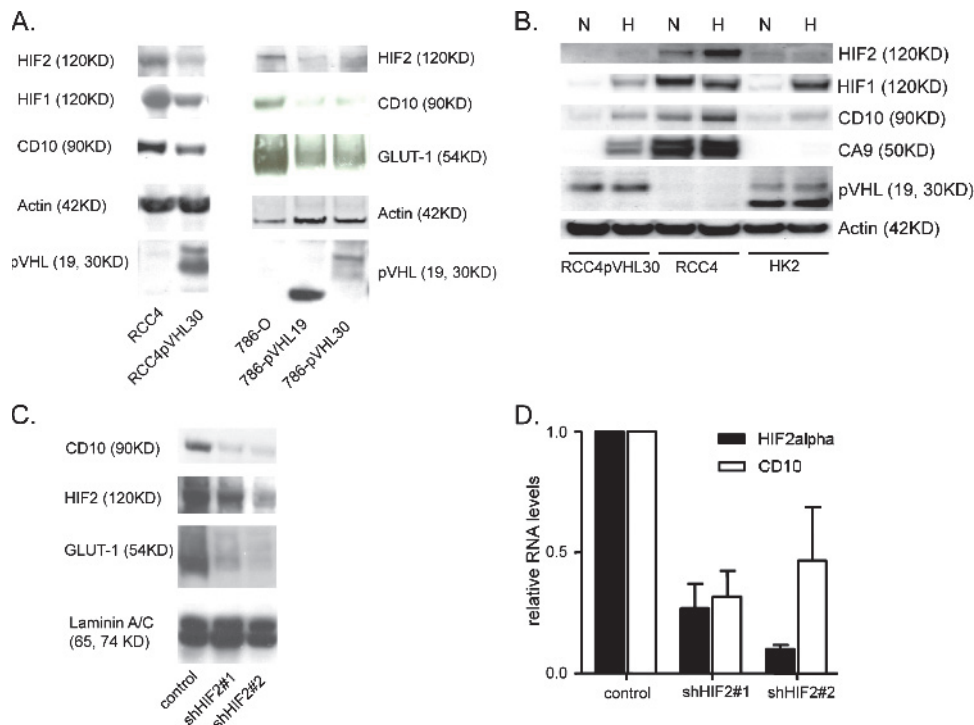 A.
HIF2 (120KD)
HIF1 (120KD)
CD10 (90KD)
Actin (42KD)
pVHL (19, 30KD)
RCC4
RCC4pVHL30
HIF2 (120KD)
CD10 (90KD)
GLUT-1 (54KD)
Actin (42KD)
pVHL (19, 30KD)
786-O
786-pVHL19
786-pVHL30
B.
N H N H N H
HIF2 (120KD)
HIF1 (120KD)
CD10 (90KD)
CA9 (50KD)
pVHL (19, 30KD)
Actin (42KD)
RCC4pVHL30 RCC4 HK2
C.
CD10 (90KD)
HIF2 (120KD)
GLUT-1 (54KD)
Laminin A/C
(65, 74 KD)
control
shHIF2#1
shHIF2#2
D.
HIF2alpha
CD10
relative RNA levels
1.0
0.5
0.0
control shHIF2#1 shHIF2#2